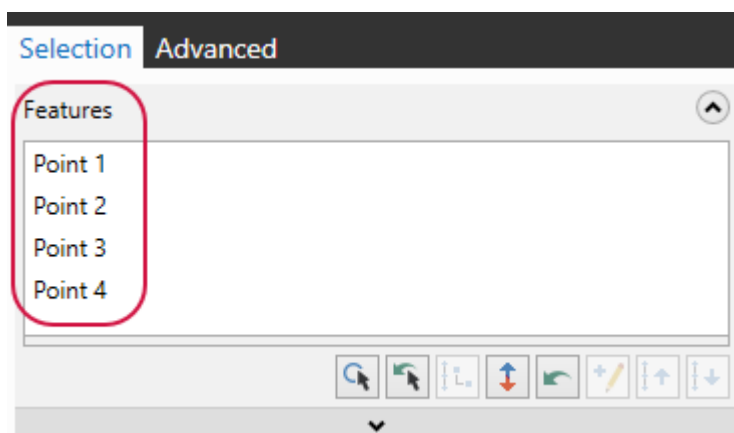 Selection Advanced
Features
Point 1
Point 2
Point 3
Point 4